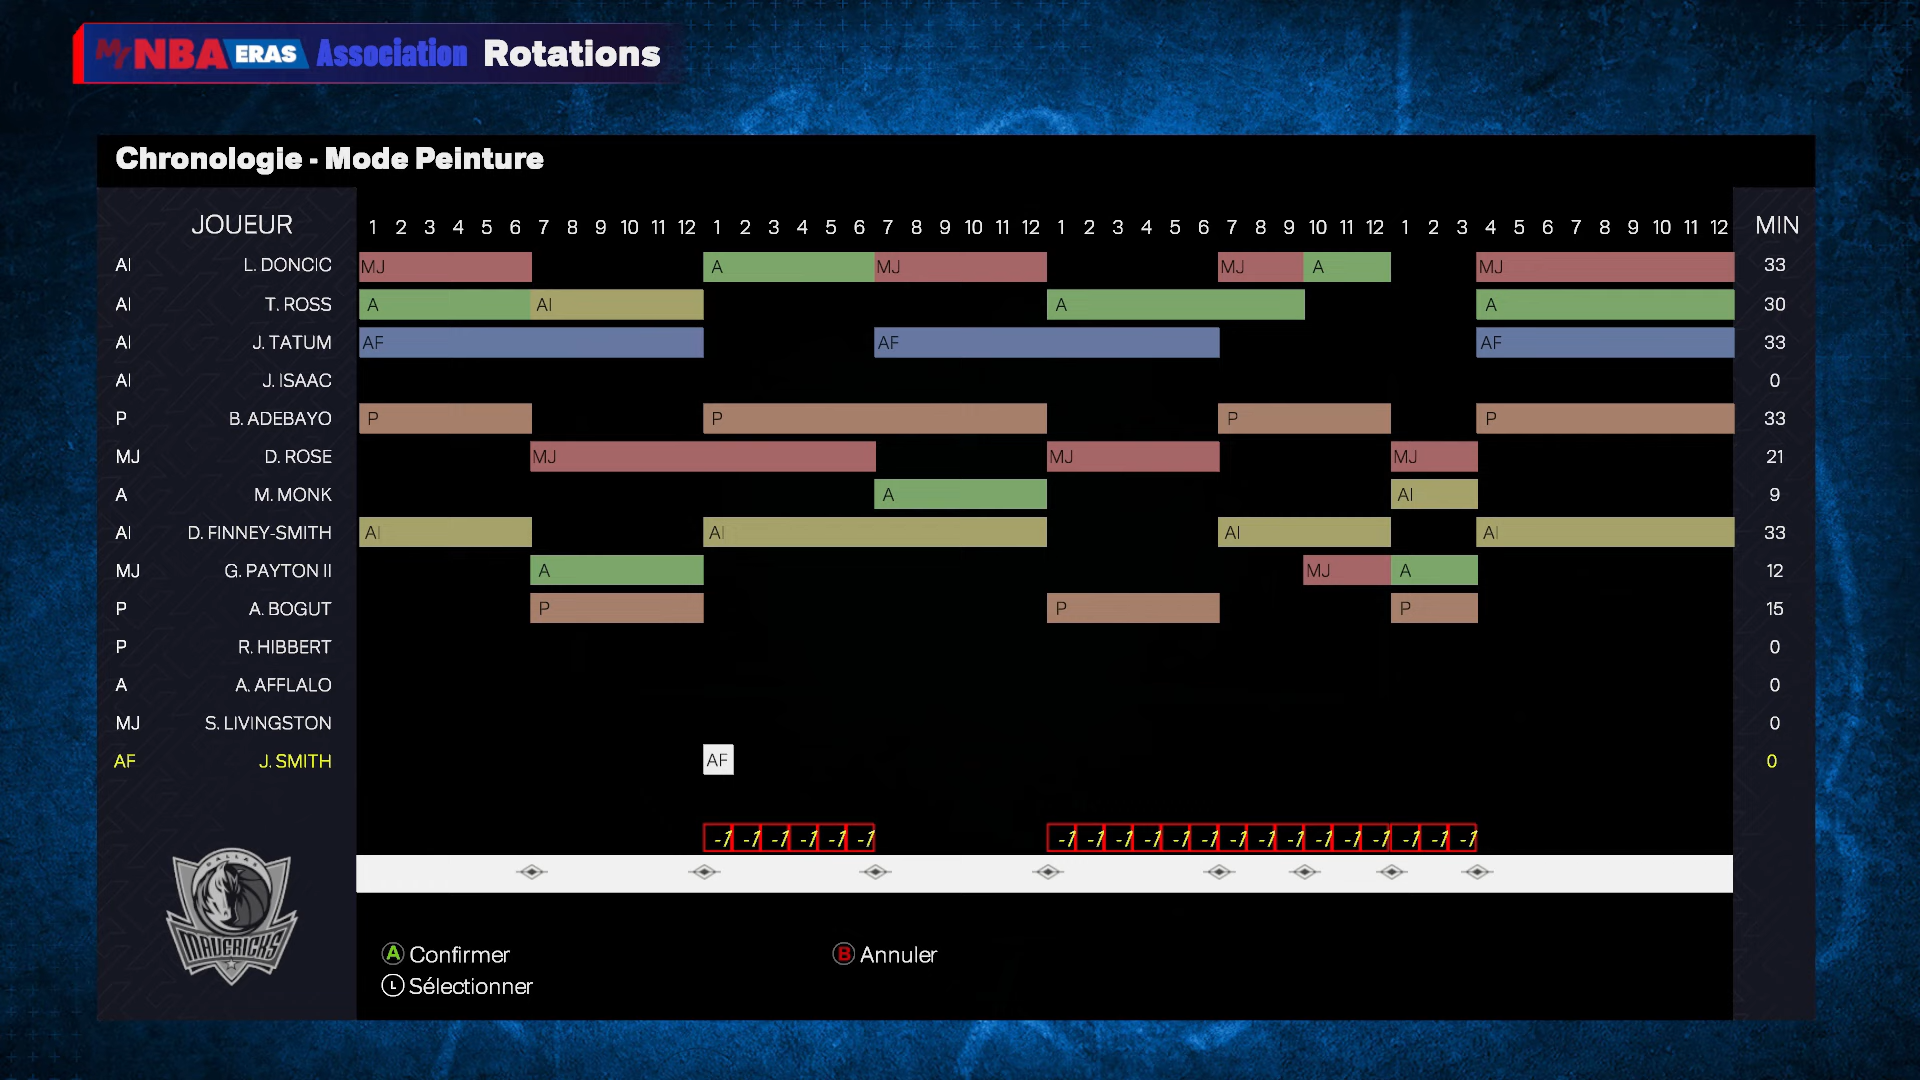 MyNBA ERAS Association Rotations
Chronologie - Mode Peinture
JOUEUR 1 2 3 4 5 6 7 8 9 10 11 12 1 2 3 4 5 6 7 8 9 10 11 12 1 2 3 4 5 6 7 8 9 10 11 12 1 2 3 4 5 6 7 8 9 10 11 12 MIN
AI L. DONCIC MJ A MJ MJ A MJ 33
AI T. ROSS A AI A A 30
AI J. TATUM AF AF AF 33
AI J. ISAAC 0
P B. ADEBAYO P P P P 33
MJ D. ROSE MJ MJ MJ 21
A M. MONK A AI 9
AI D. FINNEY-SMITH AI AI AI AI 33
MJ G. PAYTON II A MJ A 12
P A. BOGUT P P P 15
P R. HIBBERT 0
A A. AFFLALO 0
MJ S. LIVINGSTON 0
AF J. SMITH AF 0
-1 -1 -1 -1 -1 -1 -1 -1 -1 -1 -1 -1 -1 -1 -1 -1 -1 -1 -1 -1 -1
DALLAS
MAVERICKS
A Confirmer B Annuler
L Sélectionner